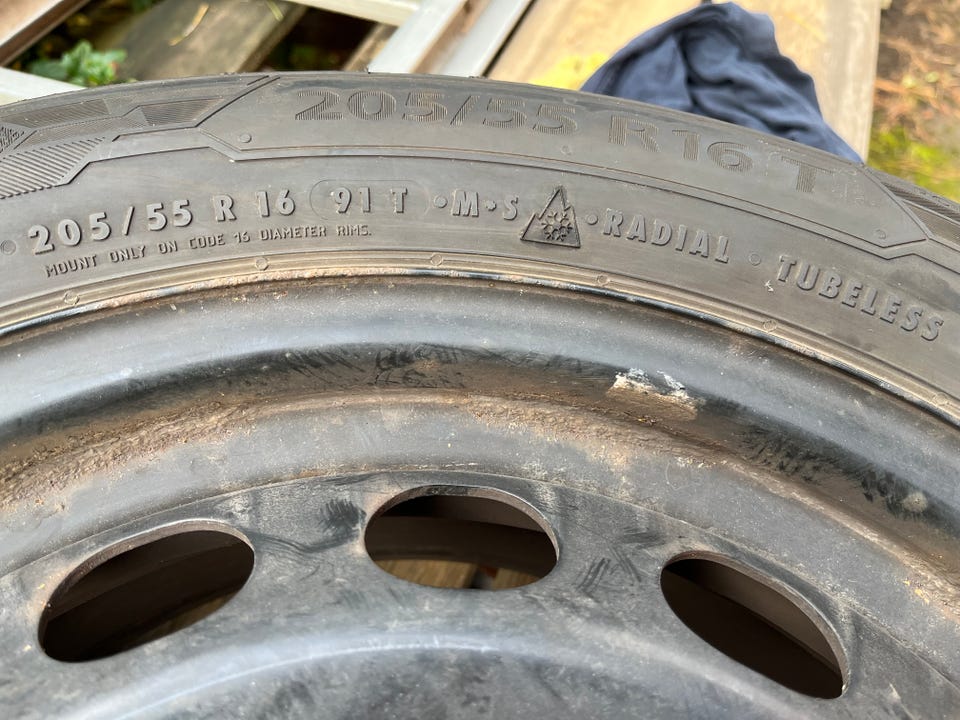 205/55 R16 T
205/55 R 16 91 T •M•S •RADIAL TUBELESS
MOUNT ONLY ON CODE 16 DIAMETER RIMS.